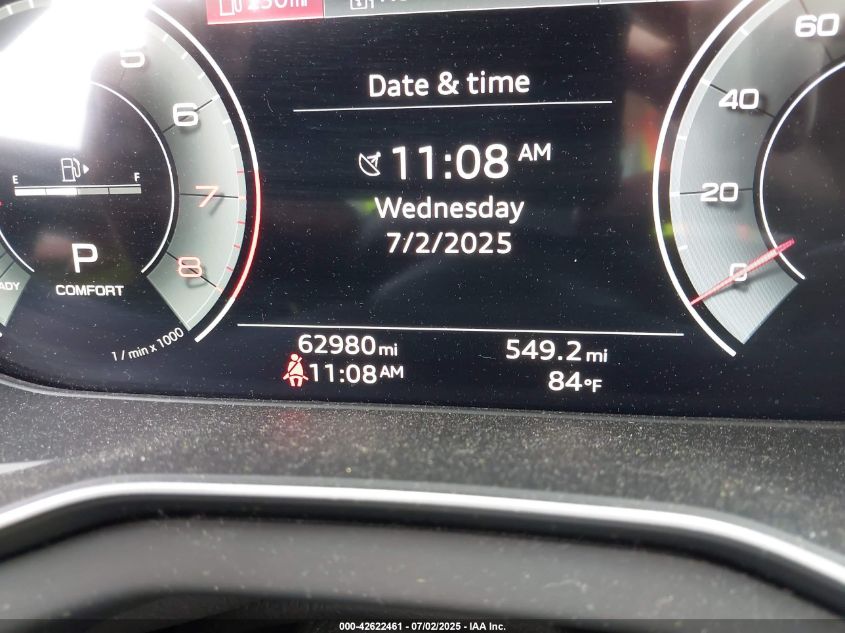 Date & time
11:08 AM
Wednesday
7/2/2025
5
6
7
8
E F
P
COMFORT
1 / min x 1000
60
40
20
0
62980 mi
549.2 mi
11:08 AM
84°F
000-42622461 - 07/02/2025 - IAA Inc.